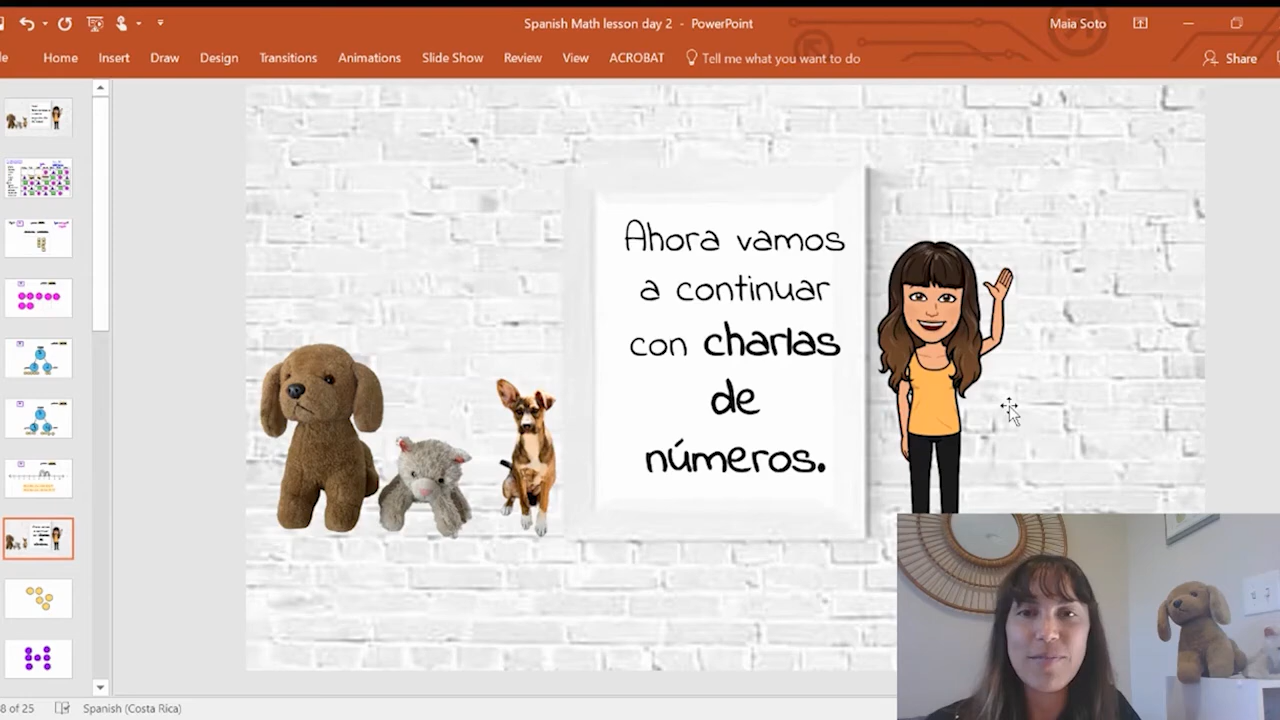 Spanish Math lesson day 2 - PowerPoint
Maia Soto
Home Insert Draw Design Slide Show Transitions Animations Review View ACROBAT Tell me what you want to do Share
Ahora vamos
a continuar
con charlas
de
números.
8 of 25 Spanish (Costa Rica)